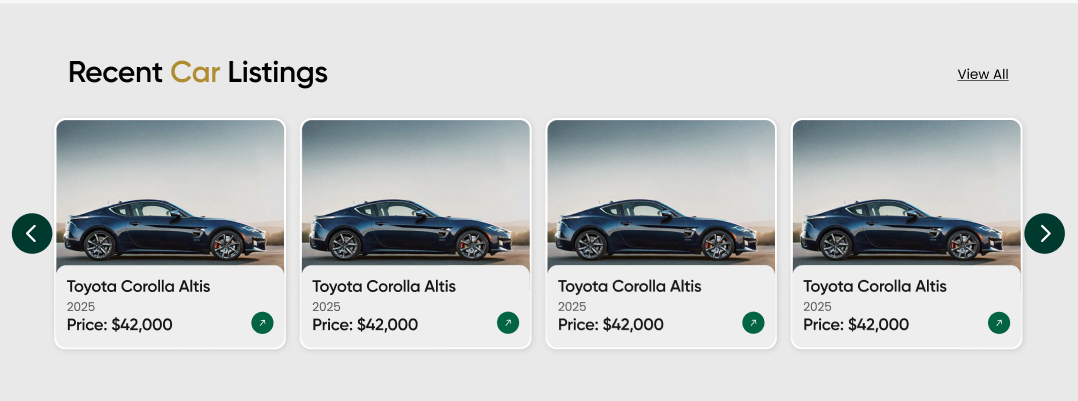 Recent Car Listings
View All
Toyota Corolla Altis
2025
Price: $42,000
Toyota Corolla Altis
2025
Price: $42,000
Toyota Corolla Altis
2025
Price: $42,000
Toyota Corolla Altis
2025
Price: $42,000